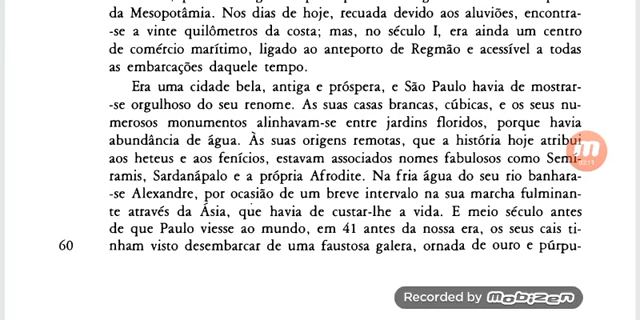 da Mesopotâmia. Nos dias de hoje, recuada devido aos aluviões, encontra-
-se a vinte quilômetros da costa; mas, no século I, era ainda um centro
de comércio marítimo, ligado ao anteporto de Regmão e acessível a todas
as embarcações daquele tempo.
Era uma cidade bela, antiga e próspera, e São Paulo havia de mostrar-
-se orgulhoso do seu renome. As suas casas brancas, cúbicas, e os seus nu-
merosos monumentos alinhavam-se entre jardins floridos, porque havia
abundância de água. Às suas origens remotas, que a história hoje atribui
aos heteus e aos fenícios, estavam associados nomes fabulosos como Semí-
ramis, Sardanápalo e a própria Afrodite. Na fria água do seu rio banhara-
-se Alexandre, por ocasião de um breve intervalo na sua marcha fulminan-
te através da Ásia, que havia de custar-lhe a vida. E meio século antes
de que Paulo viesse ao mundo, em 41 antes da nossa era, os seus cais ti-
60 nham visto desembarcar de uma faustosa galera, ornada de ouro e púrpu-
Recorded by mobizen